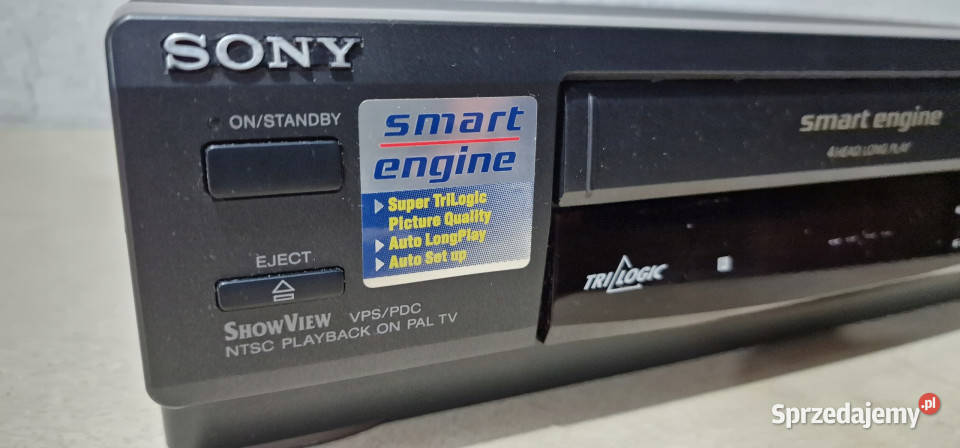 SONY
ON/STANDBY
smart
engine
Super TriLogic
Picture Quality
Auto LongPlay
Auto Set up
EJECT
SHOWVIEW VPS/PDC
NTSC PLAYBACK ON PAL TV
smart engine
4 HEAD LONG PLAY
TRILOGIC
Sprzedajemy.pl